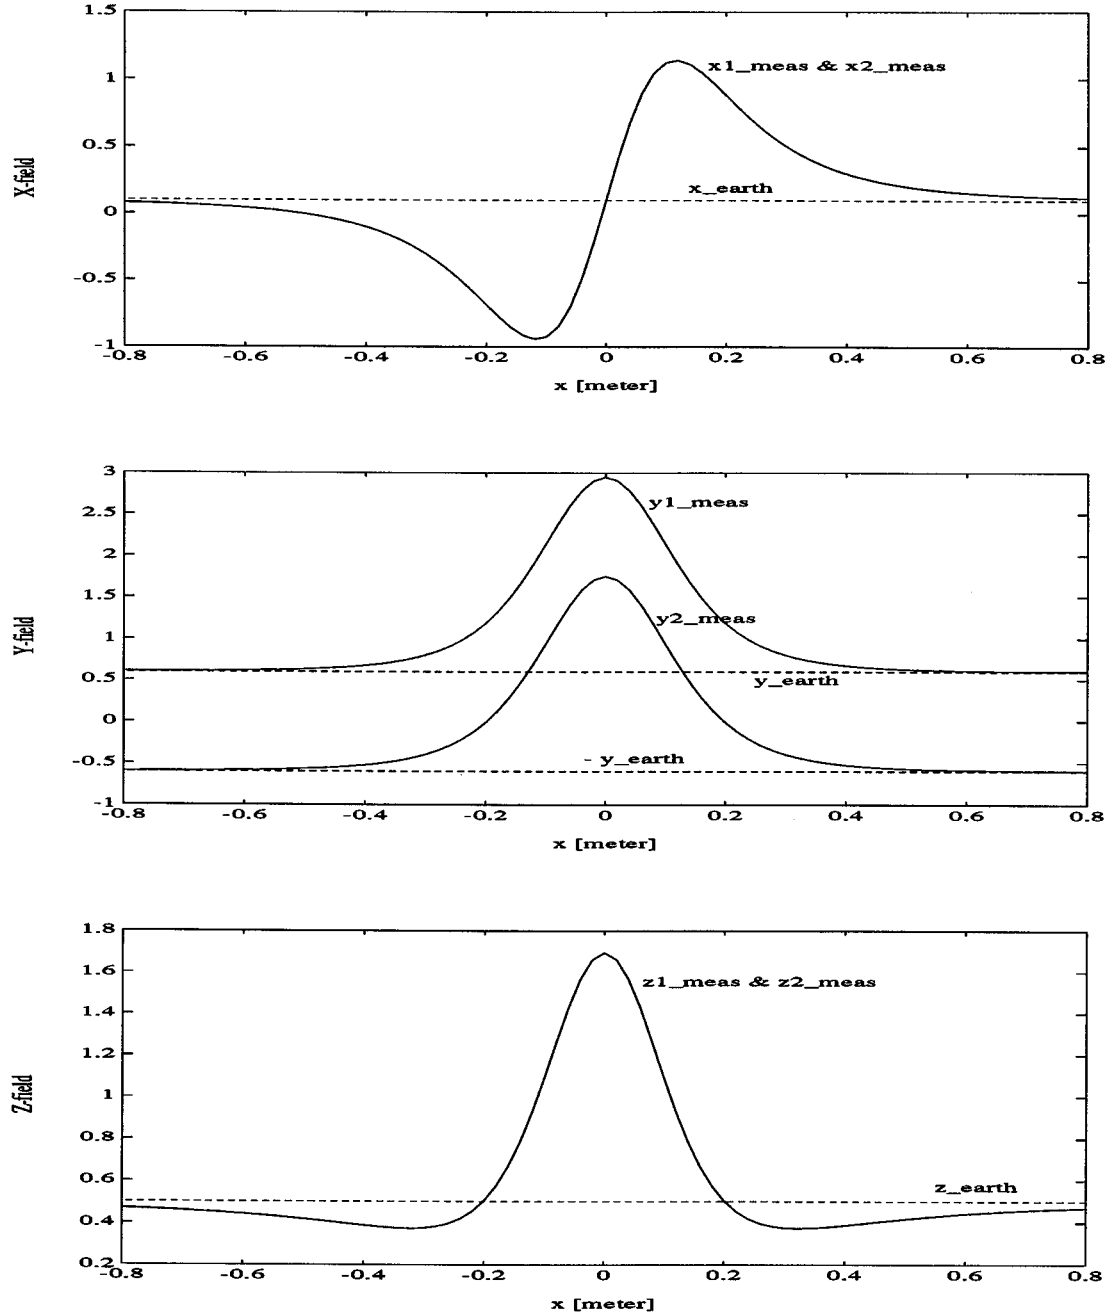 1.5
x1_meas & x2_meas
1
0.5
X-field
x_earth
0
-0.5
-1
-0.8 -0.6 -0.4 -0.2 0 0.2 0.4 0.6 0.8
x [meter]
3
y1_meas
2.5
2
1.5
y2_meas
1
Y-field
0.5
y_earth
0
- y_earth
-0.5
-1
-0.8 -0.6 -0.4 -0.2 0 0.2 0.4 0.6 0.8
x [meter]
1.8
1.6
z1_meas & z2_meas
1.4
1.2
1
Z-field
0.8
0.6
z_earth
0.4
0.2
-0.8 -0.6 -0.4 -0.2 0 0.2 0.4 0.6 0.8
x [meter]